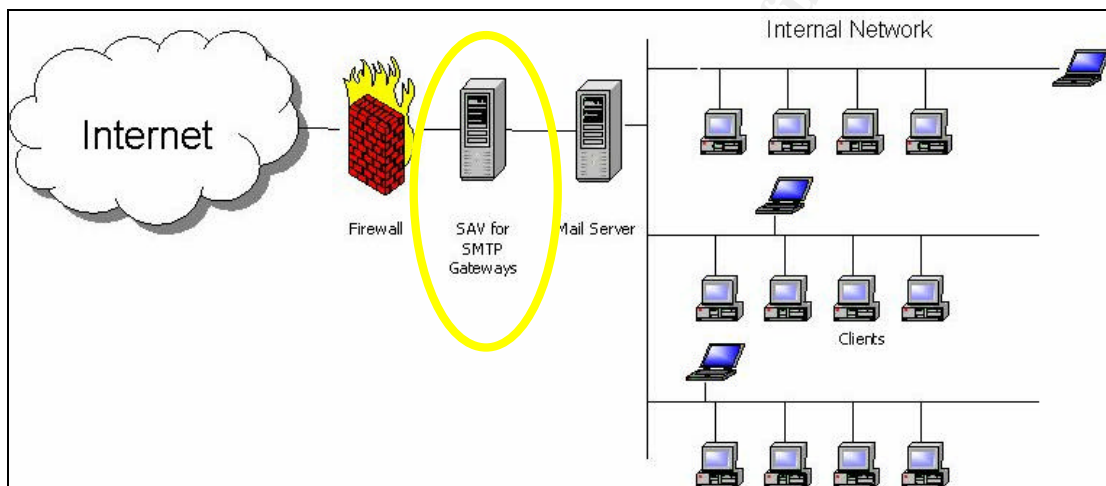 Internal Network
Internet
Firewall
SAV for
SMTP
Gateways
Mail Server
Clients